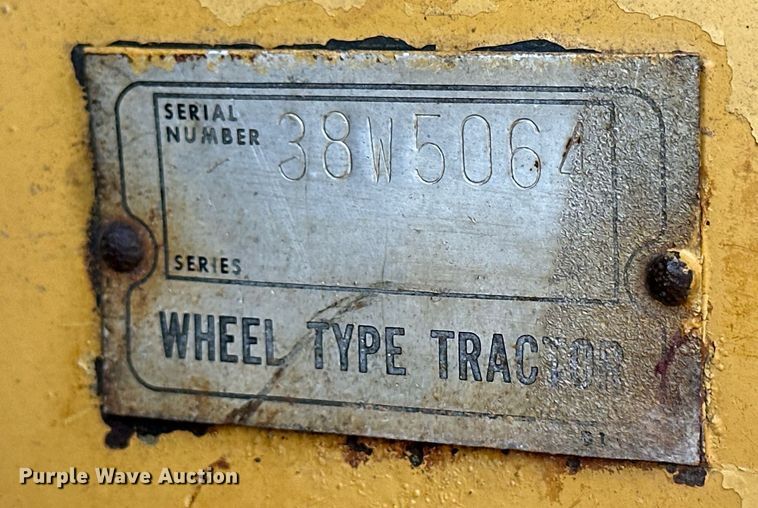 SERIAL
NUMBER 38W5064
SERIES
WHEEL TYPE TRACTOR
Purple Wave Auction